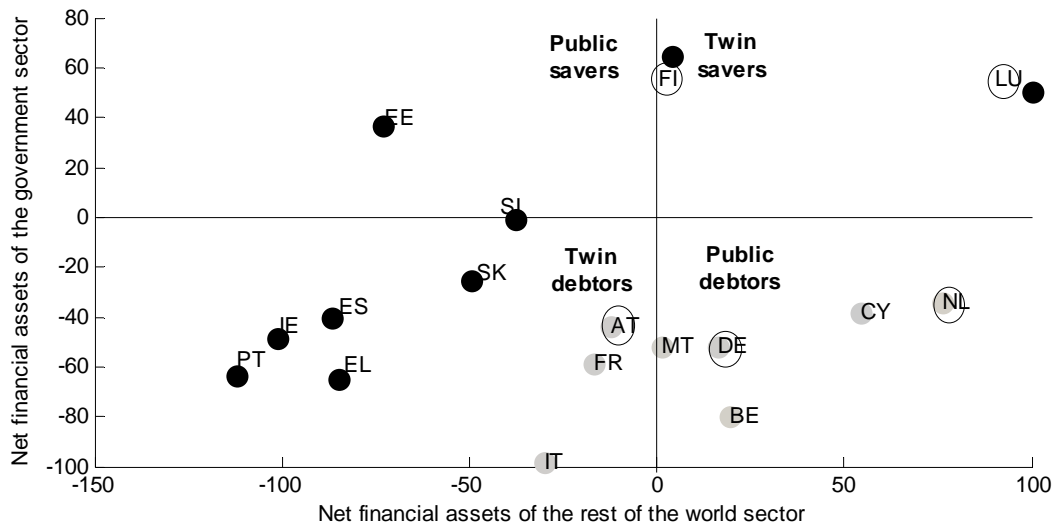 Net financial assets of the government sector
80
60
40
20
0
-20
-40
-60
-80
-100
Public
savers
Twin
savers
FI
LU
EE
SI
SK
Twin
debtors
Public
debtors
ES
IE
PT
EL
AT
FR
MT
DE
CY
NL
BE
IT
-150
-100
-50
0
50
100
Net financial assets of the rest of the world sector